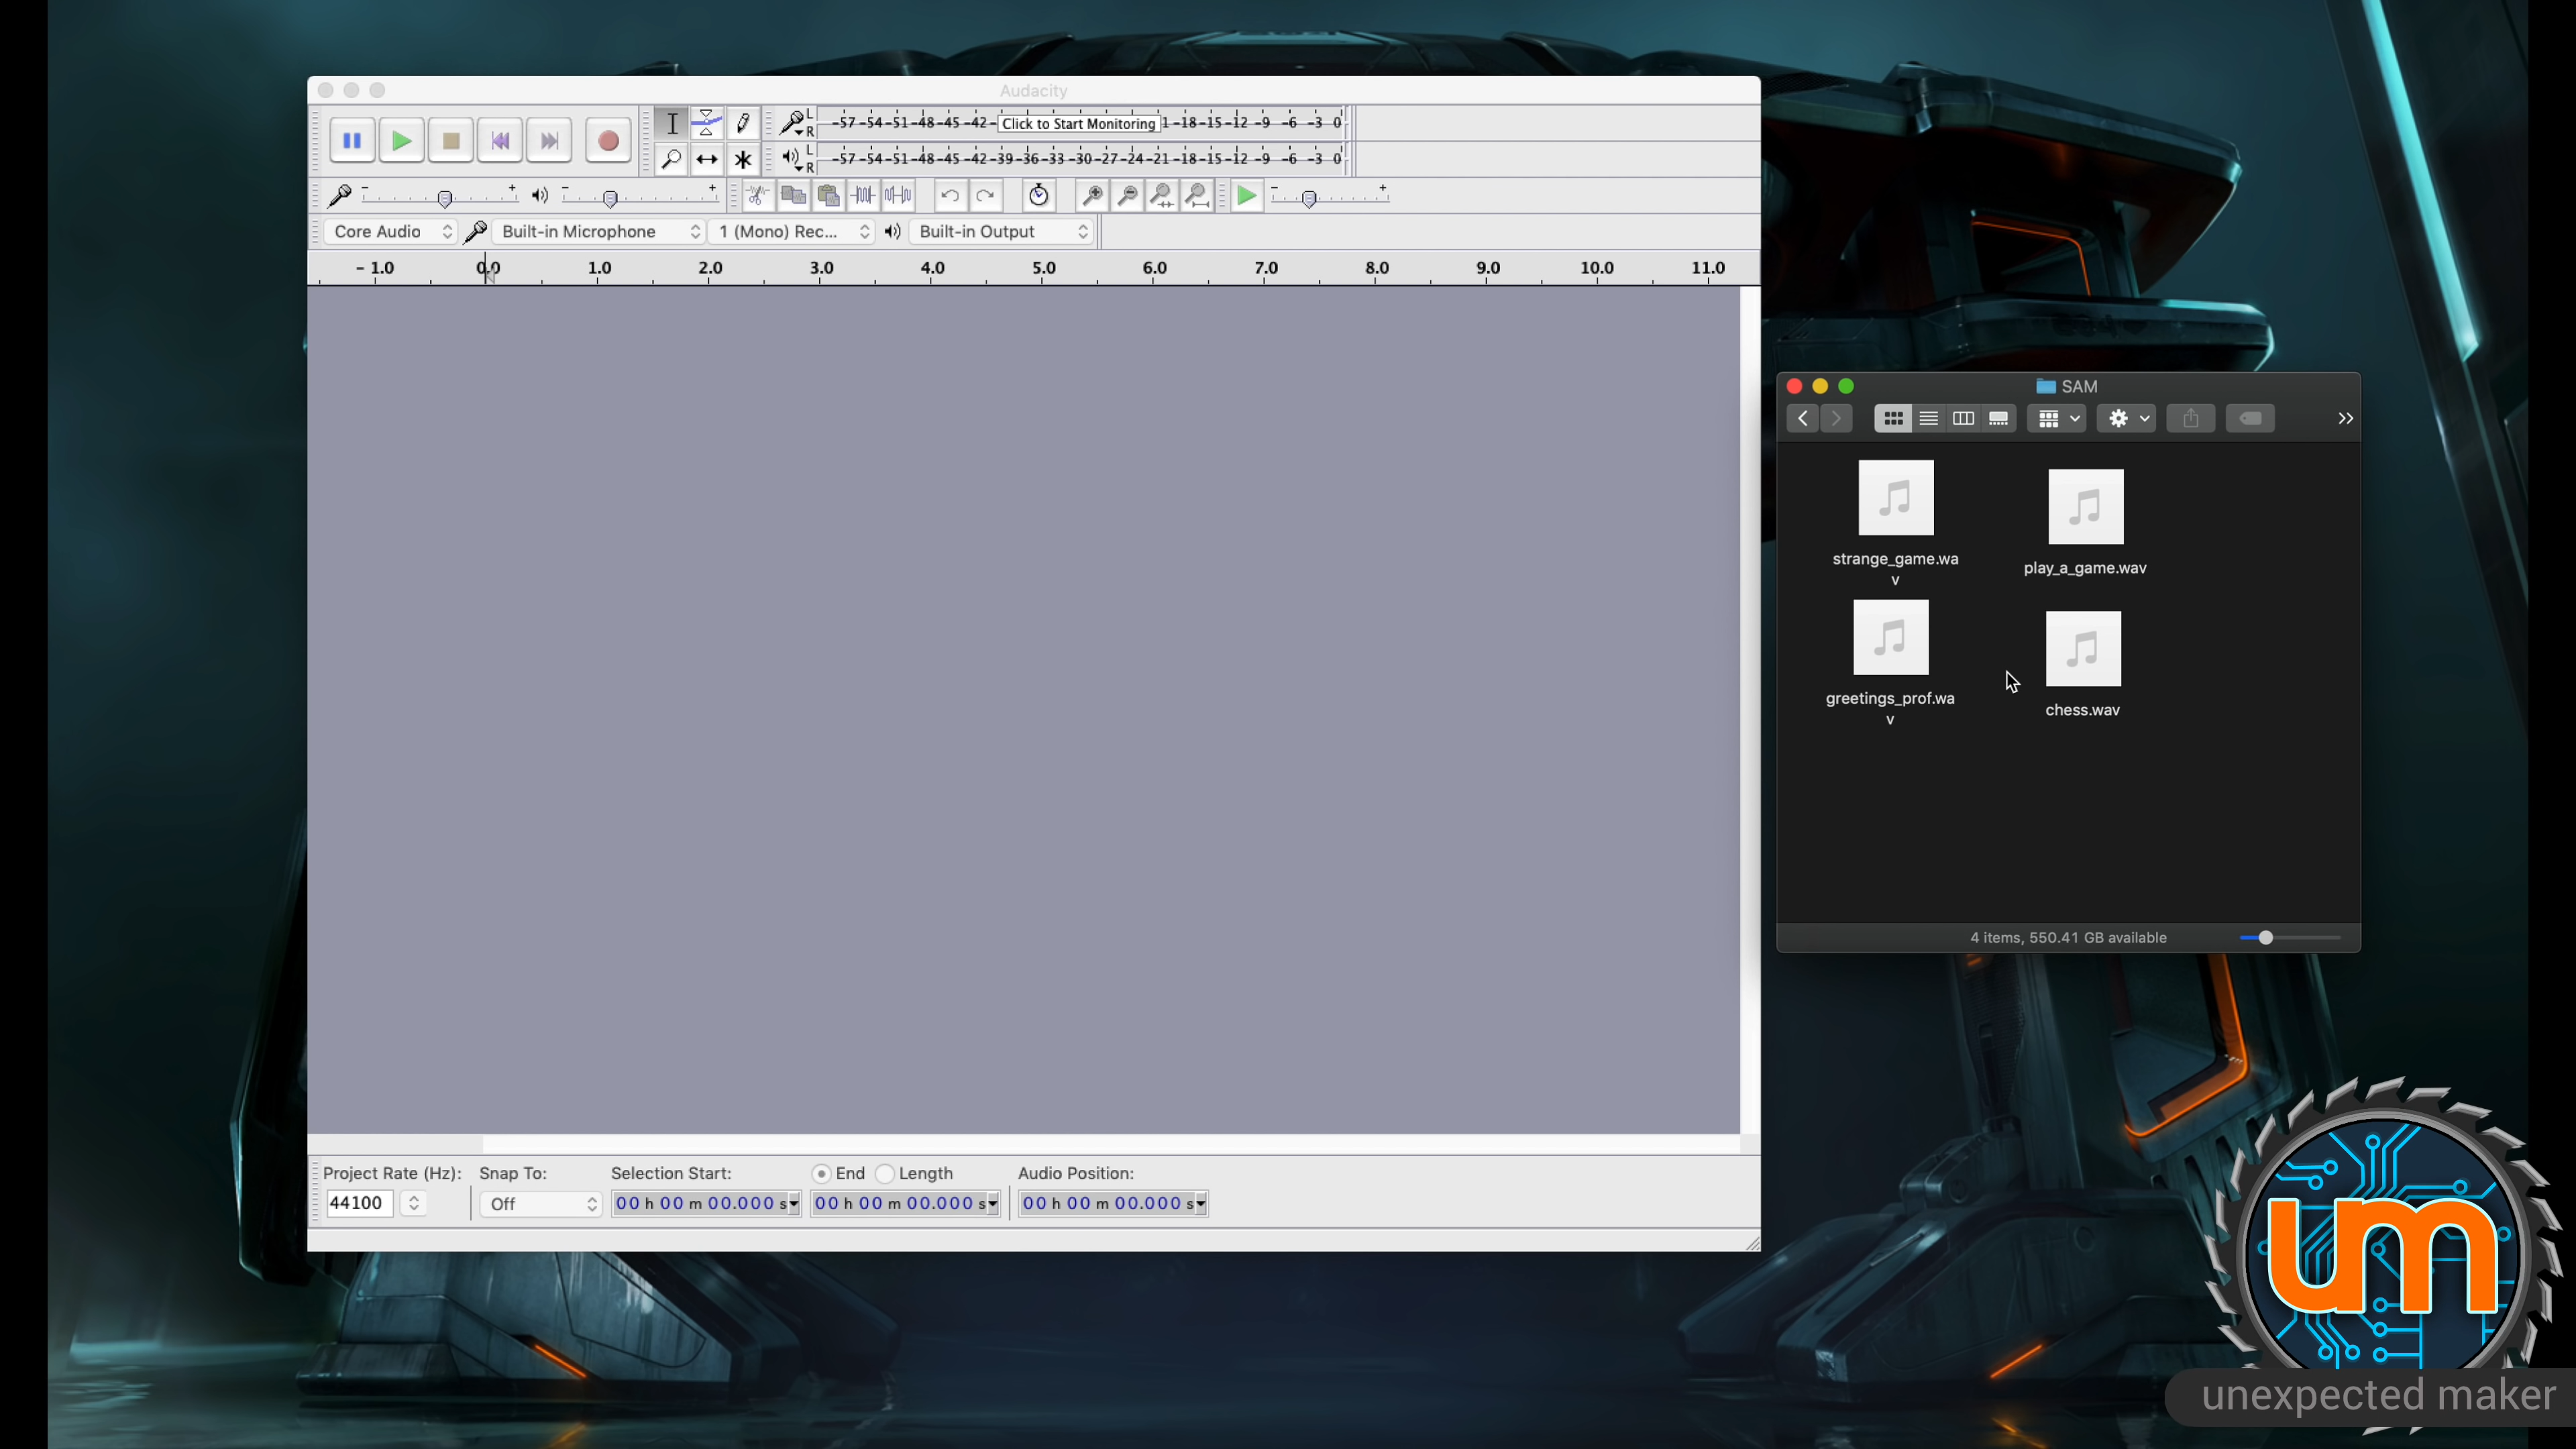 Audacity
L
R
-57 -54 -51 -48 -45 -42 - Click to Start Monitoring 1 -18 -15 -12 -9 -6 -3 0
L
R
-57 -54 -51 -48 -45 -42 -39 -36 -33 -30 -27 -24 -21 -18 -15 -12 -9 -6 -3 0
Core Audio Built-in Microphone 1 (Mono) Rec... Built-in Output
- 1.0 0.0 1.0 2.0 3.0 4.0 5.0 6.0 7.0 8.0 9.0 10.0 11.0
Project Rate (Hz): Snap To: Selection Start: End Length Audio Position:
44100 Off 00 h 00 m 00.000 s 00 h 00 m 00.000 s 00 h 00 m 00.000 s
SAM
strange_game.wa
v
play_a_game.wav
greetings_prof.wa
v
chess.wav
4 items, 550.41 GB available
um
unexpected maker